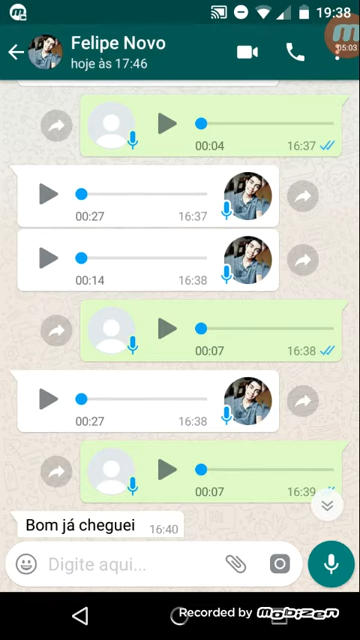 19:38
Felipe Novo
hoje às 17:46
05:03
00:04 16:37
00:27 16:37
00:14 16:38
00:07 16:38
00:27 16:38
00:07 16:39
Bom já cheguei 16:40
Digite aqui...
Recorded by mobizen